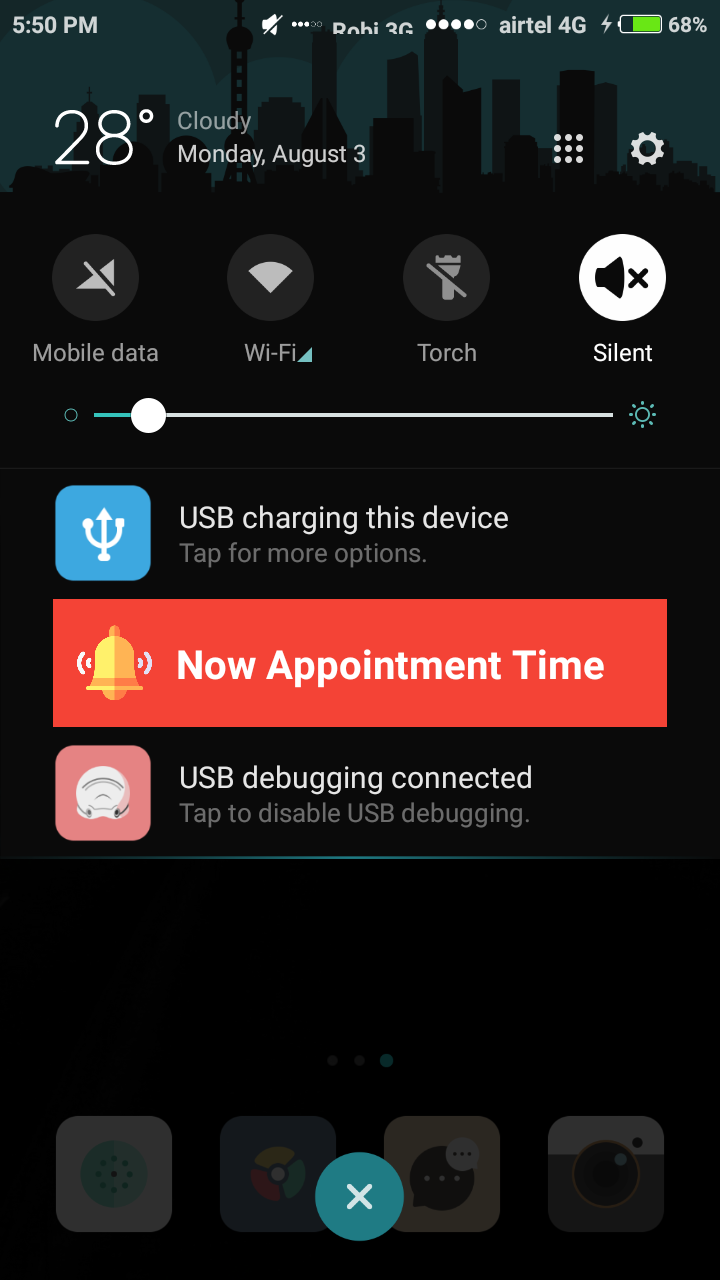 5:50 PM Robi 3G airtel 4G 68%
28° Cloudy
Monday, August 3
Mobile data Wi-Fi Torch Silent
USB charging this device
Tap for more options.
Now Appointment Time
USB debugging connected
Tap to disable USB debugging.